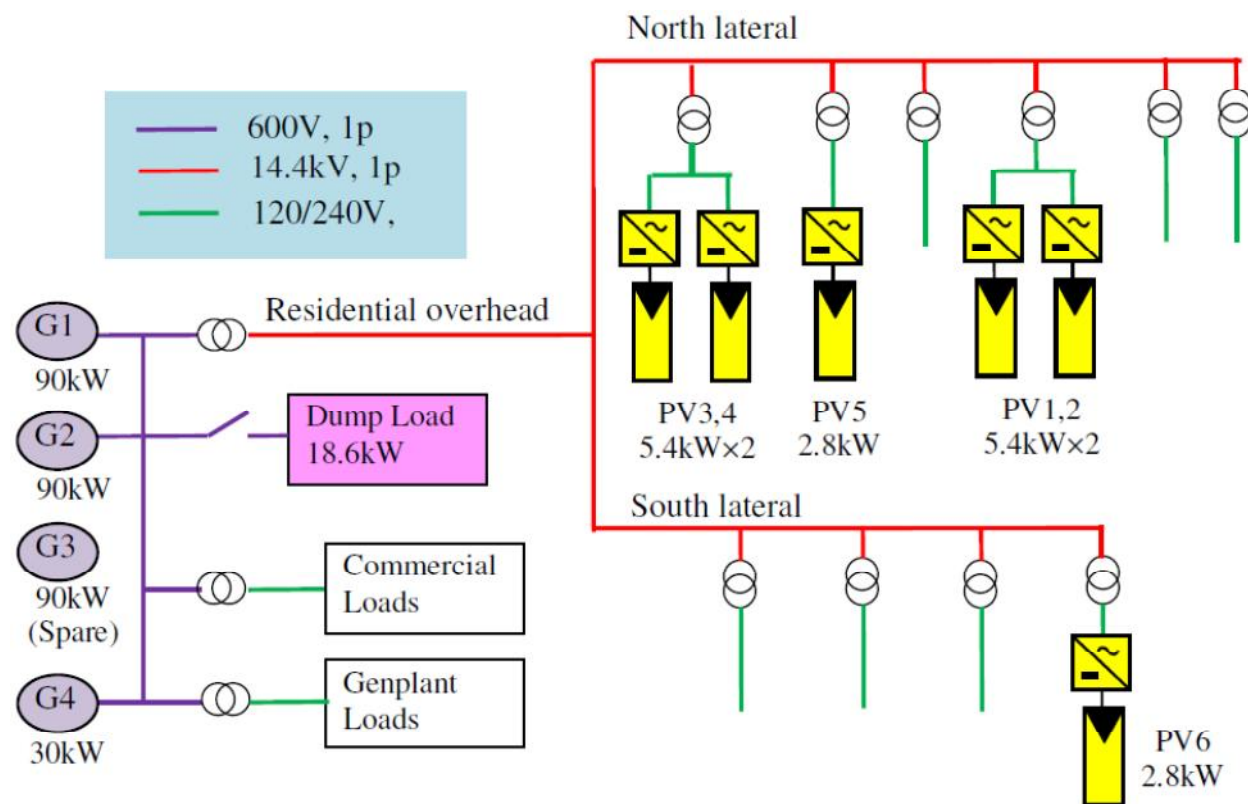 North lateral
600V, 1p
14.4kV, 1p
120/240V,
Residential overhead
G1
90kW
G2
90kW
Dump Load
18.6kW
G3
90kW
(Spare)
Commercial
Loads
G4
30kW
Genplant
Loads
PV3,4
5.4kW×2
PV5
2.8kW
PV1,2
5.4kW×2
South lateral
PV6
2.8kW